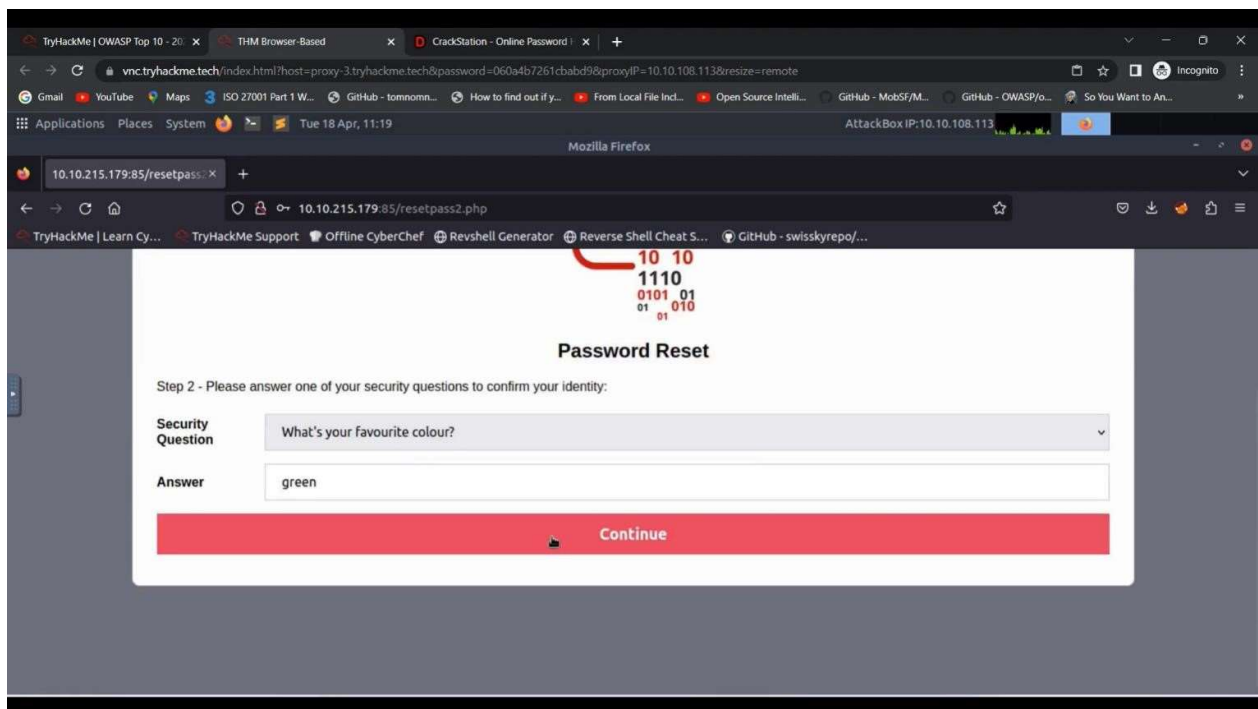 TryHackMe | OWASP Top 10 - 20
THM Browser-Based
CrackStation - Online Password
vnc.tryhackme.tech/index.html?host=proxy-3.tryhackme.tech&password=060a4b7261cbabd9&proxyIP=10.10.108.113&resize=remote
Incognito
Gmail YouTube Maps ISO 27001 Part 1 W... GitHub - tomnomn... How to find out if y... From Local File Incl... Open Source Intelli... GitHub - MobSF/M... GitHub - OWASP/o... So You Want to An...
Applications Places System Tue 18 Apr, 11:19 AttackBox IP:10.10.108.113
Mozilla Firefox
10.10.215.179:85/resetpass2
10.10.215.179:85/resetpass2.php
TryHackMe | Learn Cy... TryHackMe Support Offline CyberChef Revshell Generator Reverse Shell Cheat S... GitHub - swisskyrepo/...
10 10
1110
0101 01
01 010
01
Password Reset
Step 2 - Please answer one of your security questions to confirm your identity:
Security
Question
What's your favourite colour?
Answer green
Continue